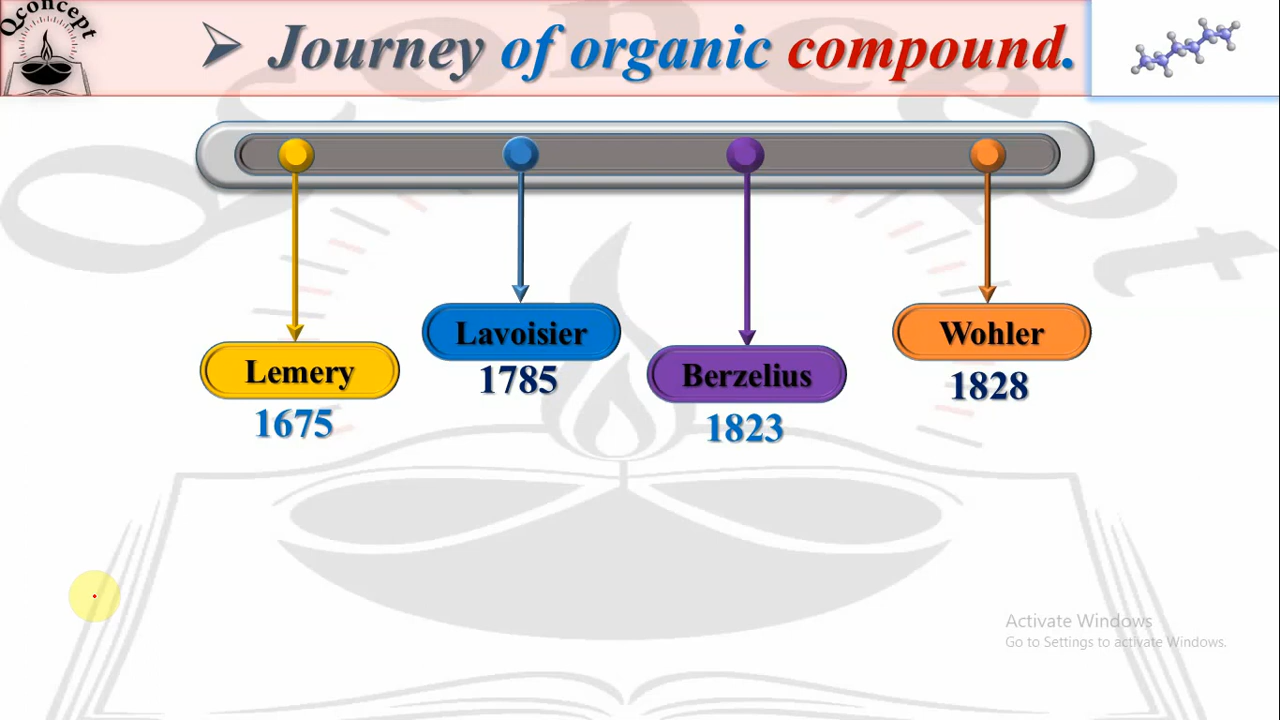 Qconcept
➢ Journey of organic compound.
Lemery
1675
Lavoisier
1785
Berzelius
1823
Wohler
1828
Qconcept
Activate Windows
Go to Settings to activate Windows.